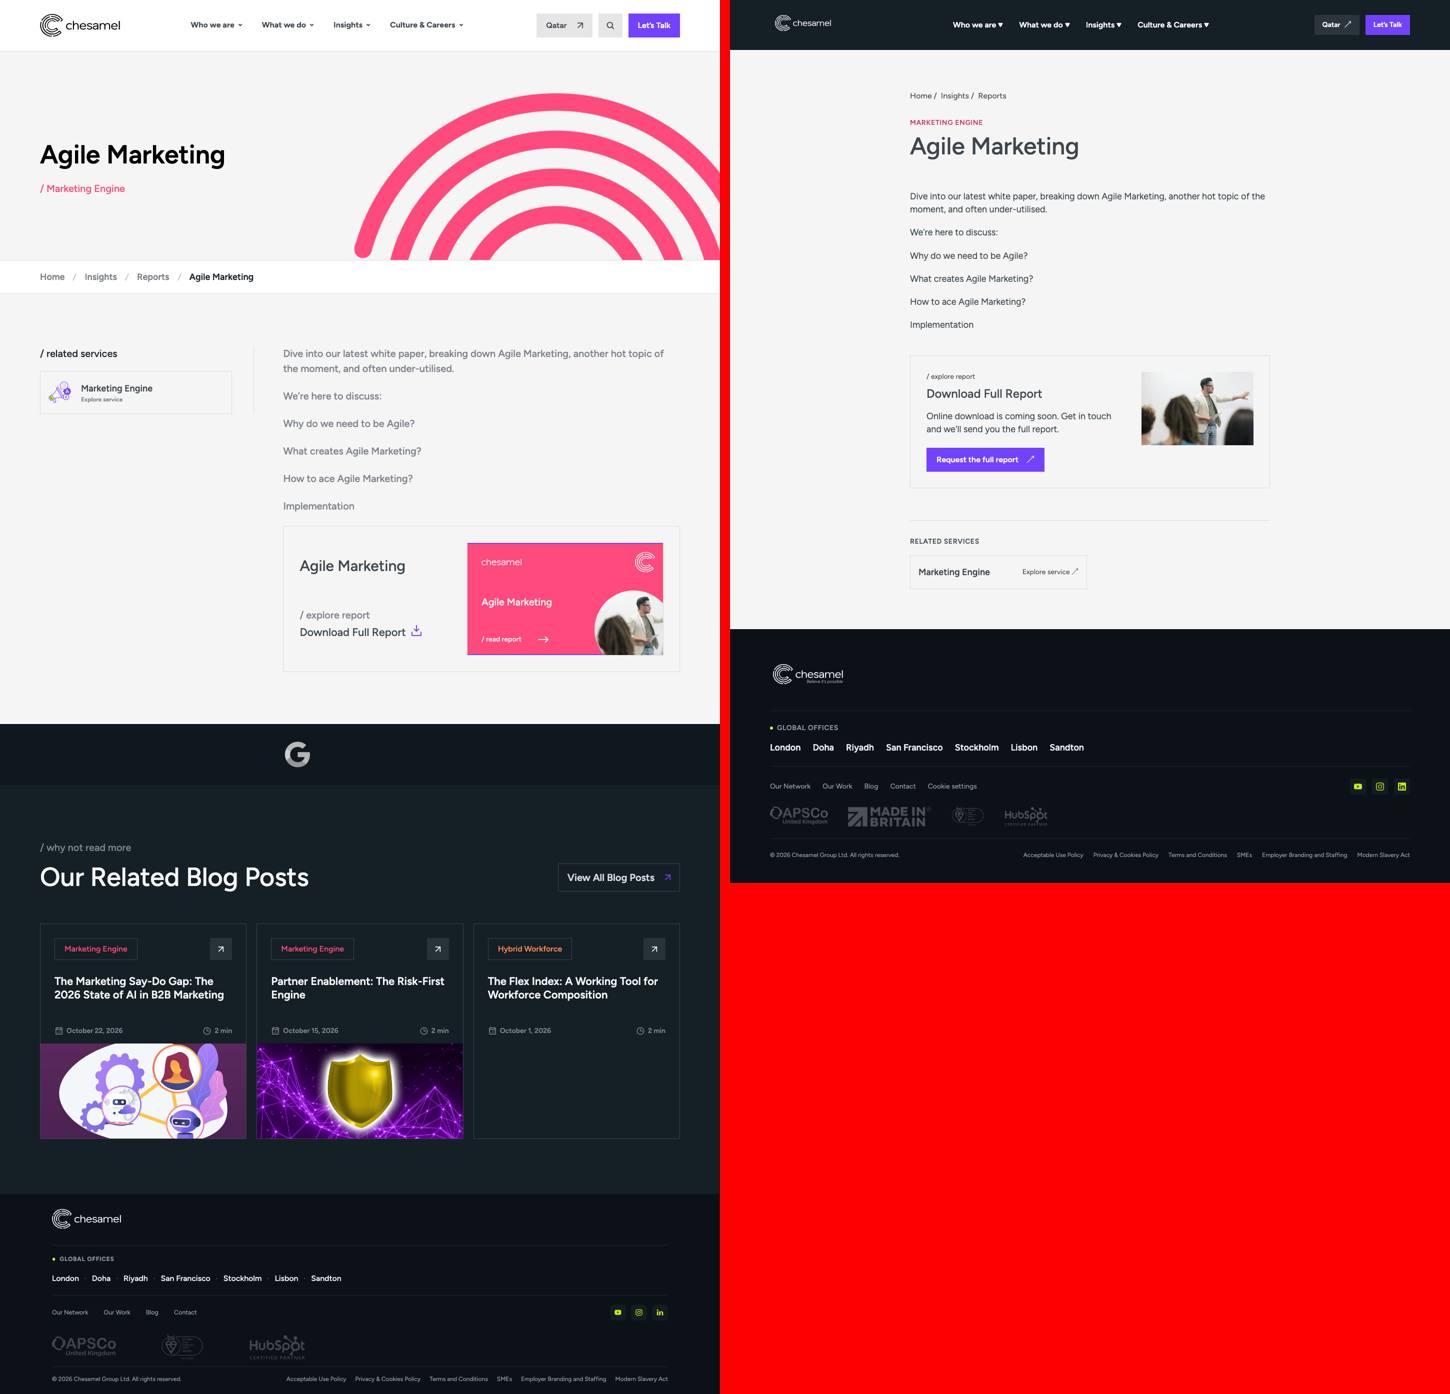 chesamel
Who we are
What we do
Insights
Culture & Careers
Qatar
Let's Talk
Agile Marketing
/ Marketing Engine
Home / Insights / Reports / Agile Marketing
/ related services
Marketing Engine
Explore service
Dive into our latest white paper, breaking down Agile Marketing, another hot topic of
the moment, and often under-utilised.
We're here to discuss:
Why do we need to be Agile?
What creates Agile Marketing?
How to ace Agile Marketing?
Implementation
Agile Marketing
/ explore report
Download Full Report
chesamel
Agile Marketing
/ read report
G
/ why not read more
Our Related Blog Posts
View All Blog Posts
Marketing Engine
The Marketing Say-Do Gap: The
2026 State of AI in B2B Marketing
October 22, 2026
2 min
Marketing Engine
Partner Enablement: The Risk-First
Engine
October 15, 2026
2 min
Hybrid Workforce
The Flex Index: A Working Tool for
Workforce Composition
October 1, 2026
2 min
chesamel
GLOBAL OFFICES
London · Doha · Riyadh · San Francisco · Stockholm · Lisbon · Sandton
Our Network
Our Work
Blog
Contact
APSCo
United Kingdom
HubSpot
CERTIFIED PARTNER
© 2026 Chesamel Group Ltd. All rights reserved.
Acceptable Use Policy
Privacy & Cookies Policy
Terms and Conditions
SMEs
Employer Branding and Staffing
Modern Slavery Act
chesamel
Who we are ▾
What we do ▾
Insights ▾
Culture & Careers ▾
Qatar
Let's Talk
Home / Insights / Reports
MARKETING ENGINE
Agile Marketing
Dive into our latest white paper, breaking down Agile Marketing, another hot topic of the
moment, and often under-utilised.
We're here to discuss:
Why do we need to be Agile?
What creates Agile Marketing?
How to ace Agile Marketing?
Implementation
/ explore report
Download Full Report
Online download is coming soon. Get in touch
and we'll send you the full report.
Request the full report
RELATED SERVICES
Marketing Engine
Explore service
chesamel
Believe it's possible
GLOBAL OFFICES
London Doha Riyadh San Francisco Stockholm Lisbon Sandton
Our Network
Our Work
Blog
Contact
Cookie settings
APSCo
United Kingdom
MADE IN
BRITAIN
HubSpot
CERTIFIED PARTNER
© 2026 Chesamel Group Ltd. All rights reserved.
Acceptable Use Policy
Privacy & Cookies Policy
Terms and Conditions
SMEs
Employer Branding and Staffing
Modern Slavery Act